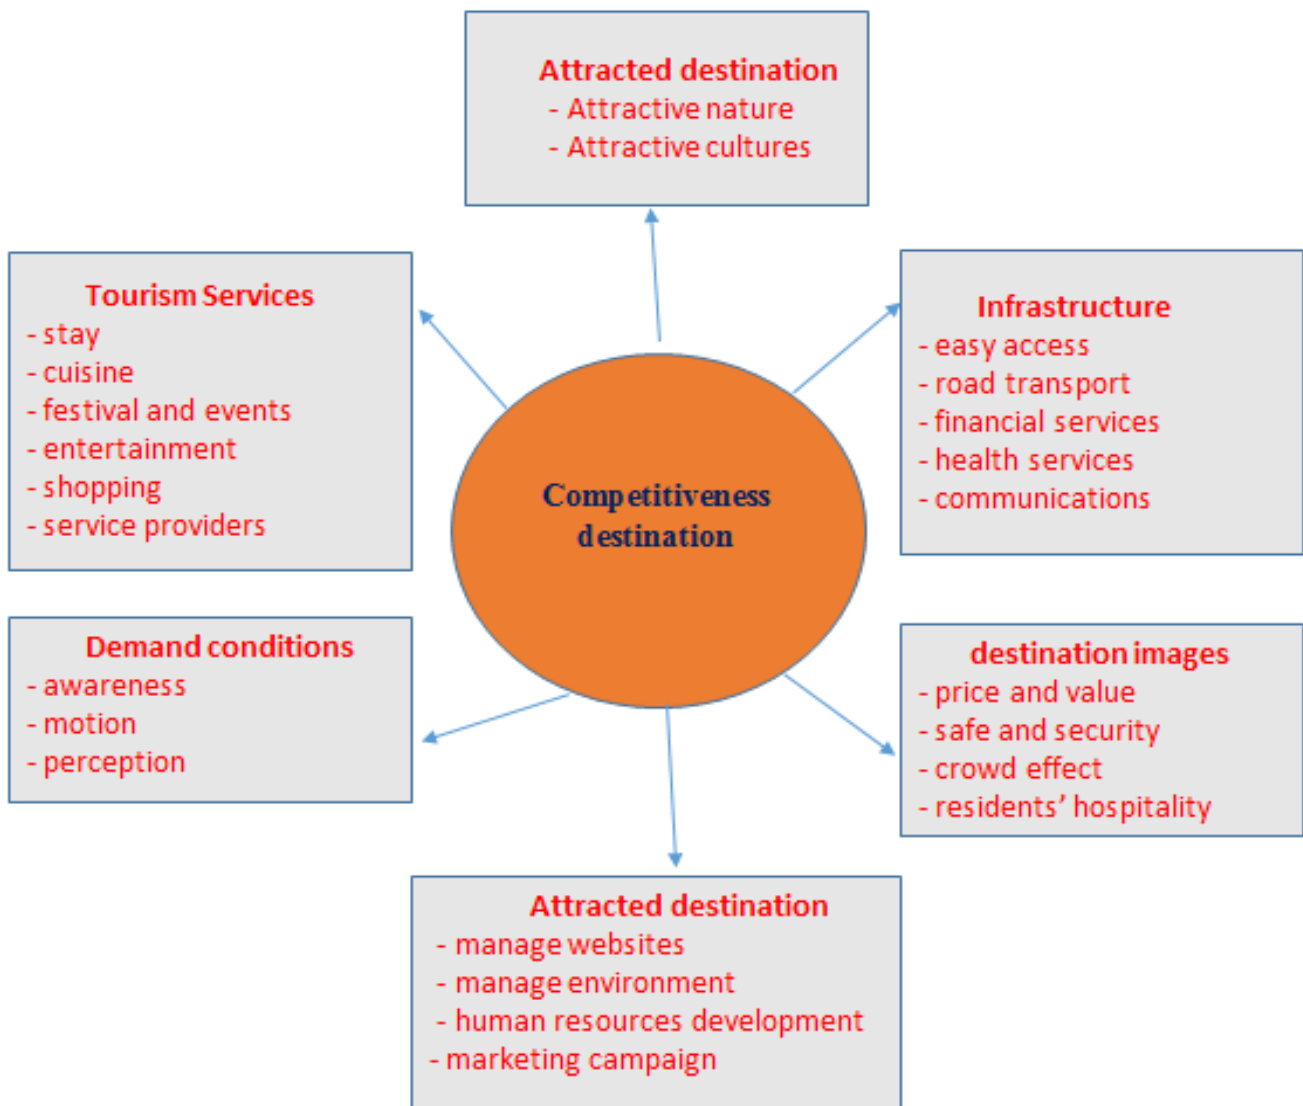 Attracted destination
- Attractive nature
- Attractive cultures
Tourism Services
- stay
- cuisine
- festival and events
- entertainment
- shopping
- service providers
Infrastructure
- easy access
- road transport
- financial services
- health services
- communications
Competitiveness
destination
Demand conditions
- awareness
- motion
- perception
destination images
- price and value
- safe and security
- crowd effect
- residents’ hospitality
Attracted destination
- manage websites
- manage environment
- human resources development
- marketing campaign